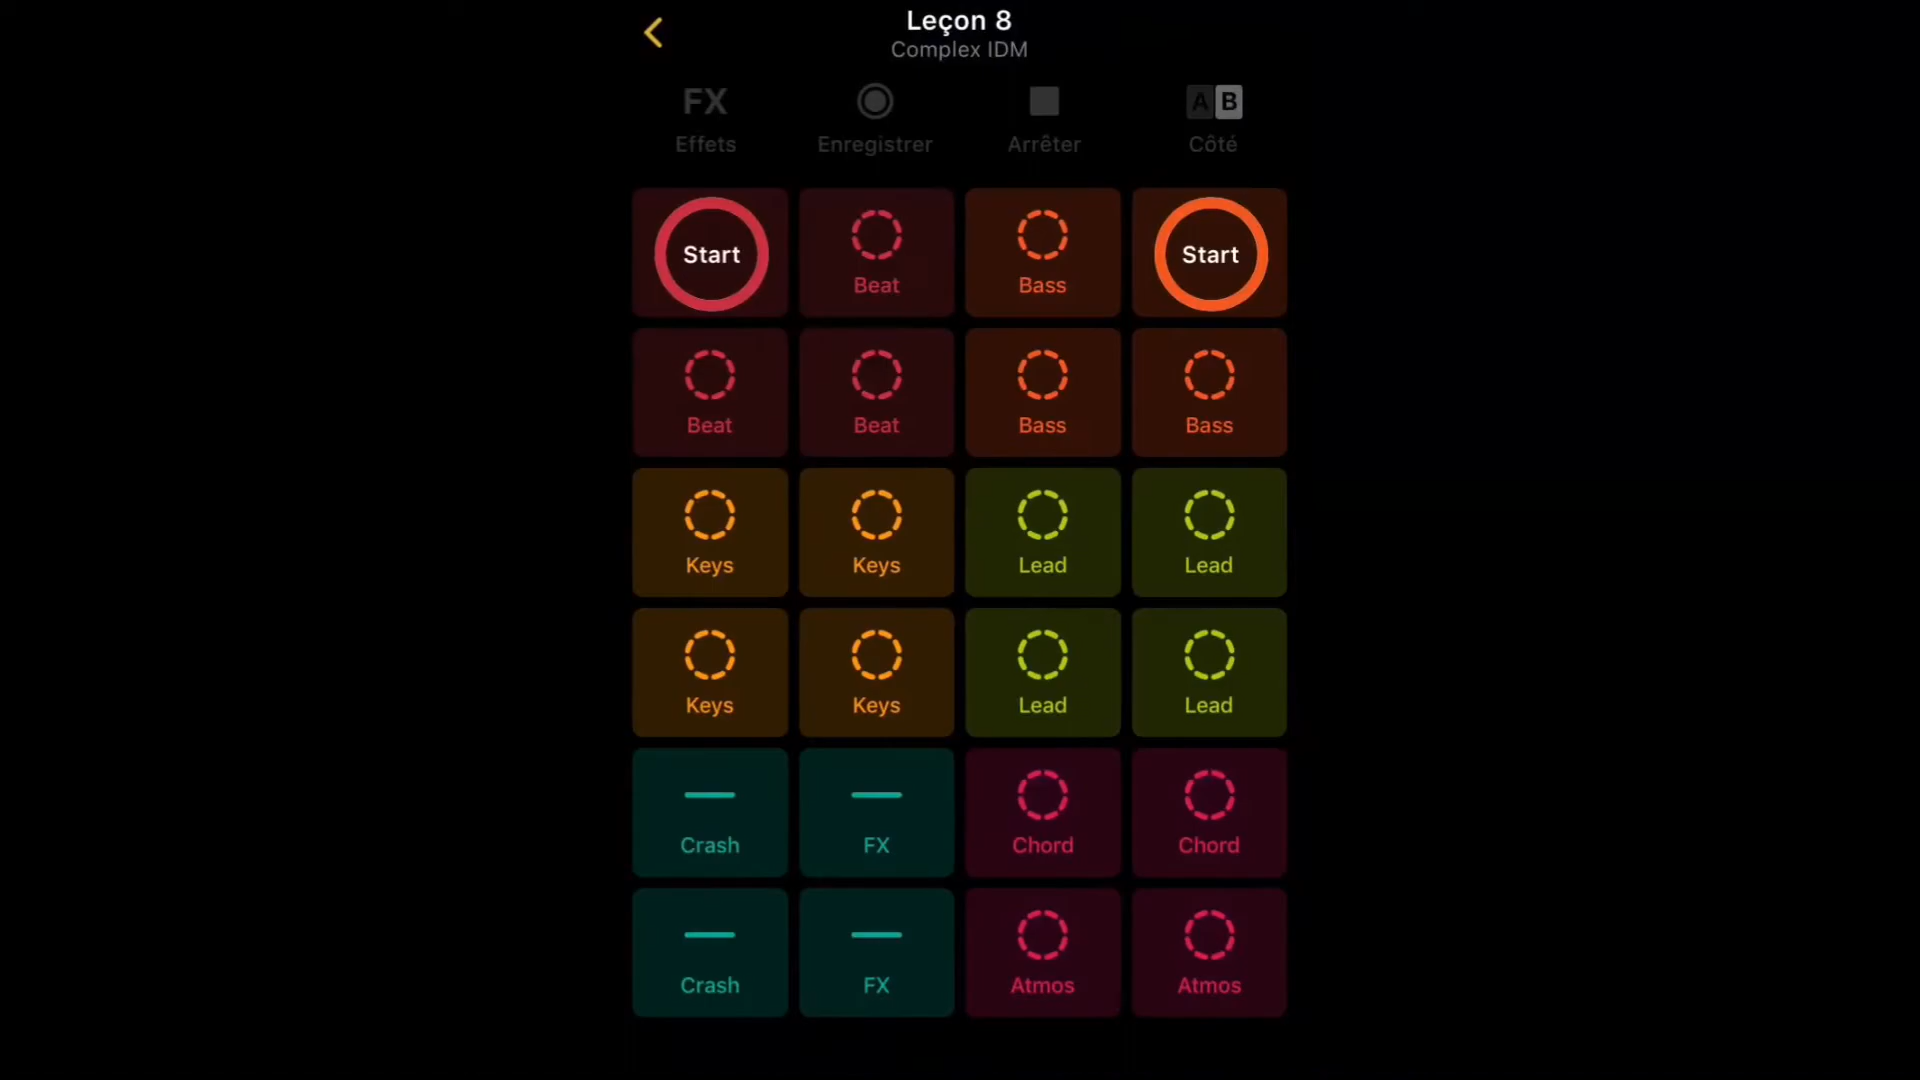 Leçon 8
Complex IDM
FX
A B
Effets
Enregistrer
Arrêter
Côté
Start
Beat
Bass
Start
Beat
Beat
Bass
Bass
Keys
Keys
Lead
Lead
Keys
Keys
Lead
Lead
Crash
FX
Chord
Chord
Crash
FX
Atmos
Atmos